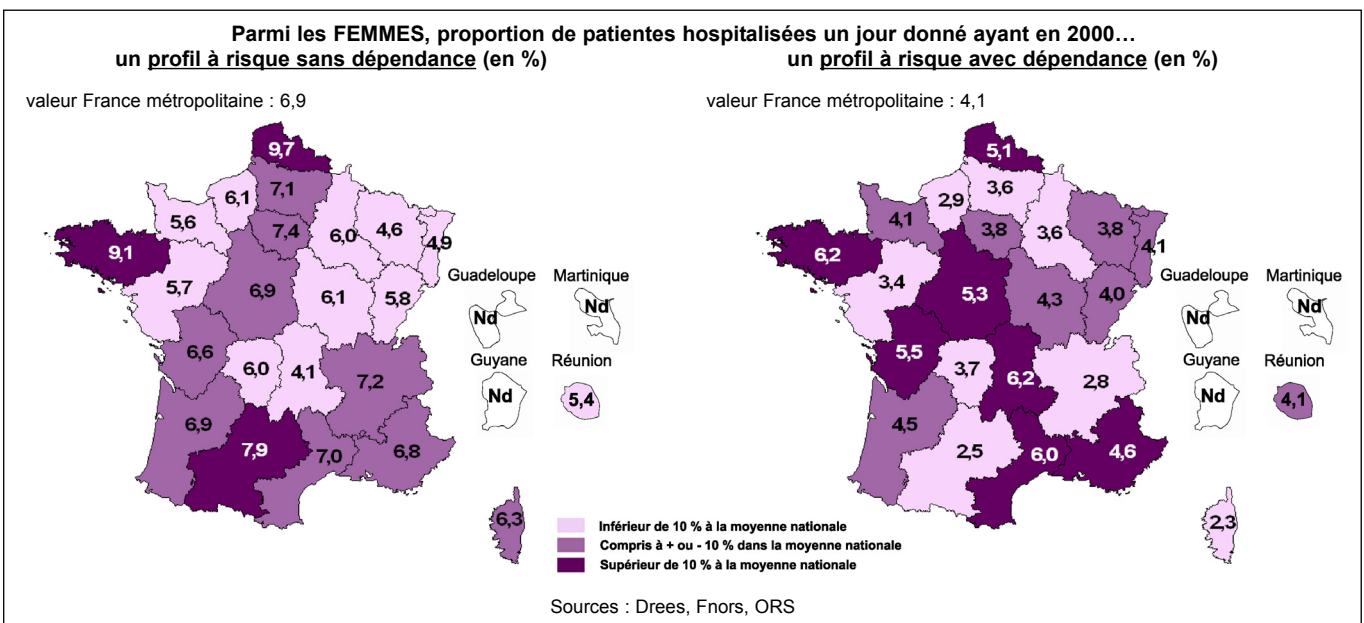 Parmi les FEMMES, proportion de patientes hospitalisées un jour donné ayant en 2000…
un profil à risque sans dépendance (en %)
un profil à risque avec dépendance (en %)
valeur France métropolitaine : 6,9
valeur France métropolitaine : 4,1
9,7
7,1
6,1
5,6
7,4
6,0
4,6
4,9
9,1
5,7
6,9
6,1
5,8
6,6
6,0
4,1
7,2
6,9
7,9
7,0
6,8
6,3
Guadeloupe
Martinique
Nd
Nd
Guyane
Réunion
Nd
5,4
5,1
3,6
2,9
4,1
3,8
3,6
3,8
4,1
6,2
3,4
5,3
4,3
4,0
5,5
3,7
6,2
2,8
4,5
2,5
6,0
4,6
2,3
Guadeloupe
Martinique
Nd
Nd
Guyane
Réunion
Nd
4,1
Inférieur de 10 % à la moyenne nationale
Compris à + ou - 10 % dans la moyenne nationale
Supérieur de 10 % à la moyenne nationale
Sources : Drees, Fnors, ORS